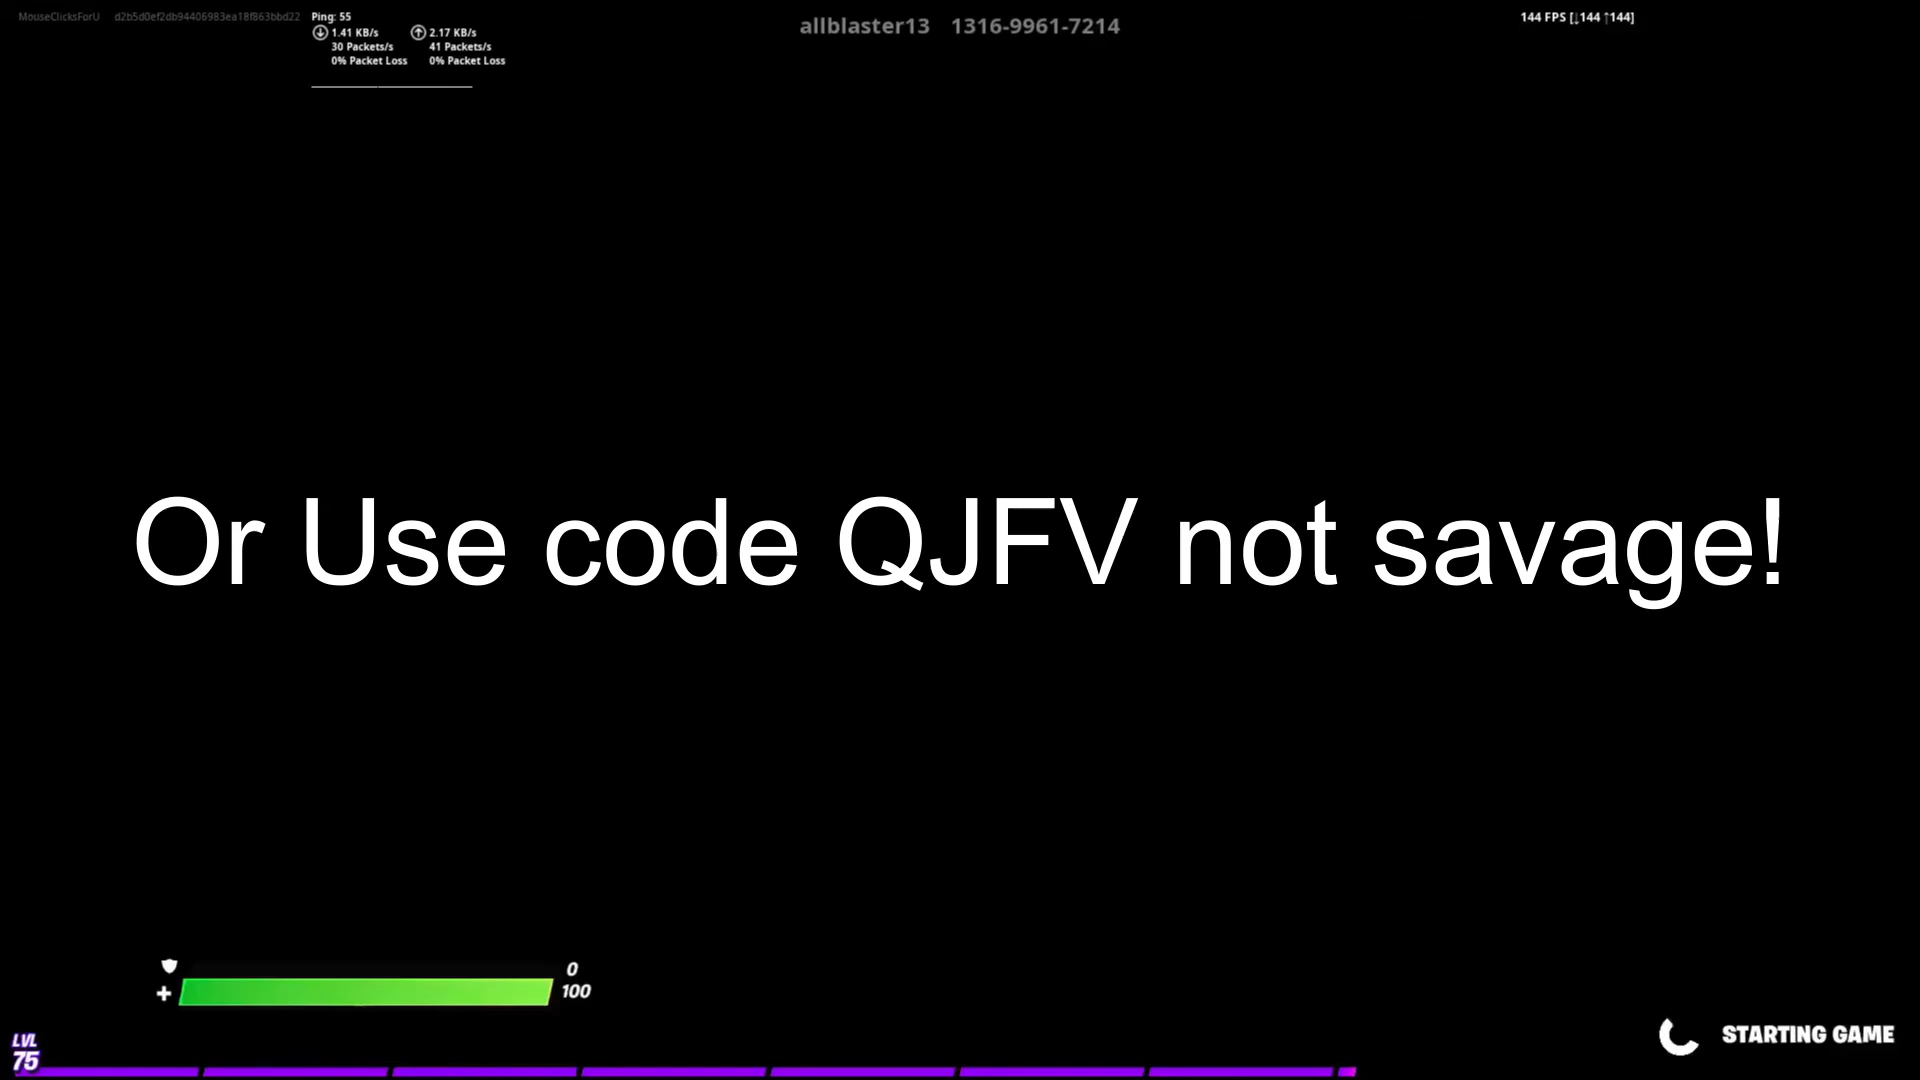 MouseClicksForU d2b5d0ef2db94406983ea18f863bbd22
Ping: 55
1.41 KB/s 2.17 KB/s
30 Packets/s 41 Packets/s
0% Packet Loss 0% Packet Loss
allblaster13 1316-9961-7214
144 FPS [↓144 ↑144]
Or Use code QJFV not savage!
0
100
LVL
75
STARTING GAME